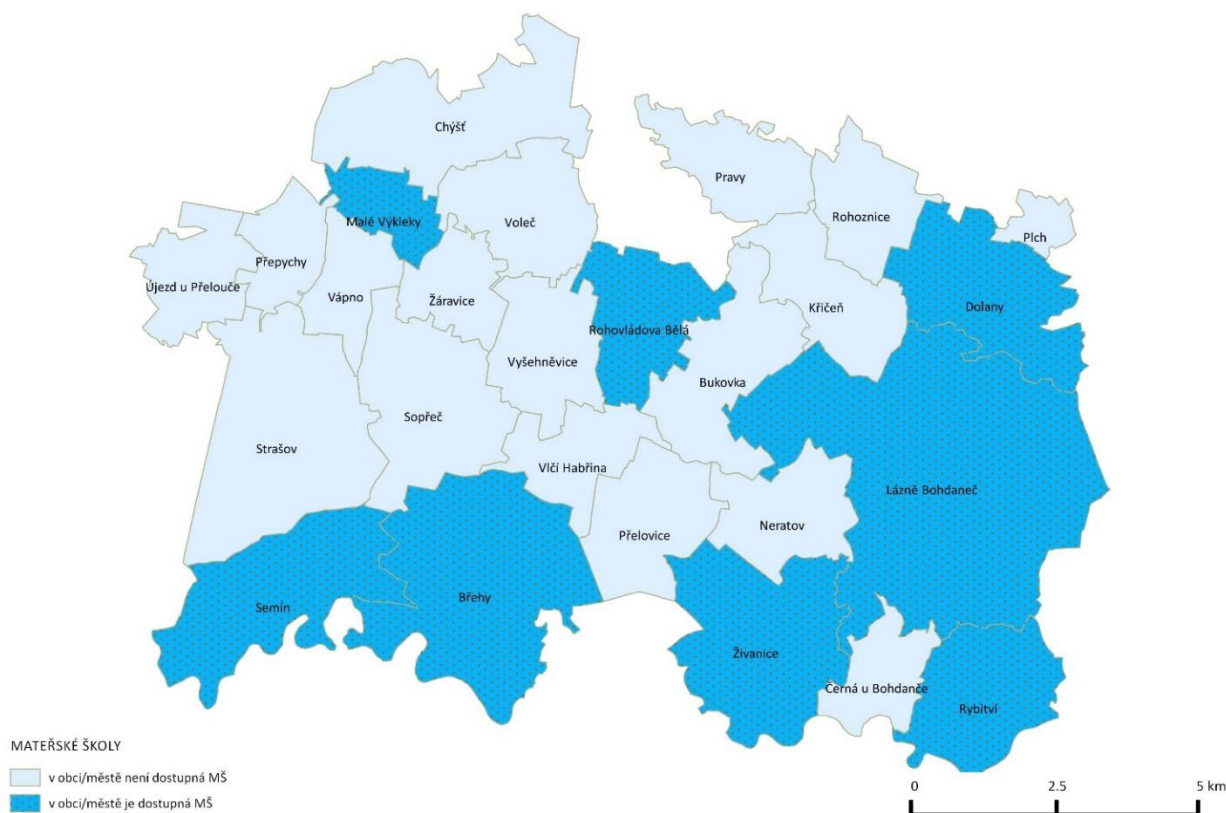 Chýšť
Pravy
Rohoznice
Malé Výkleky
Voleč
Plch
Přepychy
Újezd u Přelouče
Vápno
Žáravice
Křičeň
Dolany
Rohovládova Bělá
Vyšehněvice
Bukovka
Sopřeč
Strašov
Vlčí Habřina
Lázně Bohdaneč
Neratov
Přelovice
Břehy
Semín
Živanice
Černá u Bohdanče
Rybitví
MATEŘSKÉ ŠKOLY
v obci/městě není dostupná MŠ
v obci/městě je dostupná MŠ
0 2.5 5 km